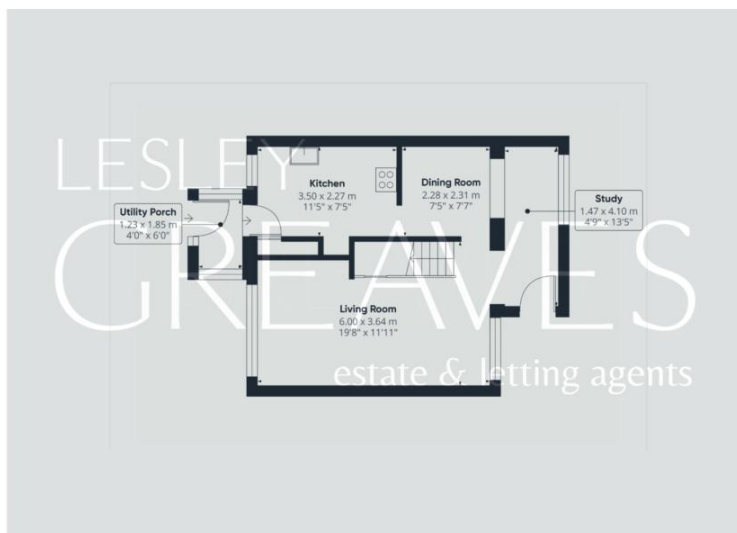 LESLEY
GREAVES
estate & letting agents
Kitchen
3.50 x 2.27 m
11'5" x 7'5"
Dining Room
2.28 x 2.31 m
7'5" x 7'7"
Study
1.47 x 4.10 m
4'9" x 13'5"
Utility Porch
1.23 x 1.85 m
4'0" x 6'0"
Living Room
6.00 x 3.64 m
19'8" x 11'11"